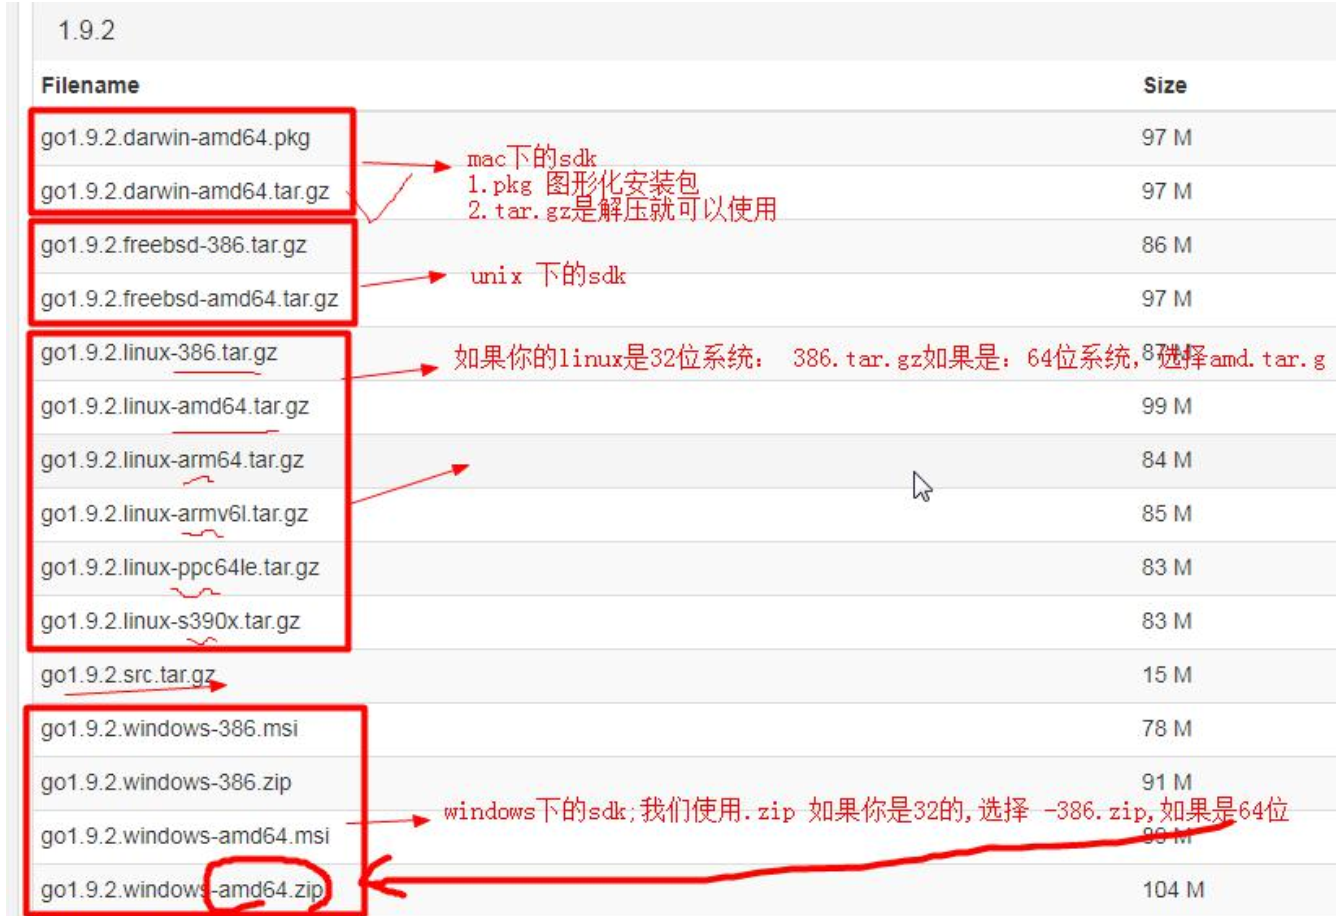 1.9.2
Filename Size
go1.9.2.darwin-amd64.pkg 97 M
mac下的sdk
1.pkg 图形化安装包
go1.9.2.darwin-amd64.tar.gz 97 M
2.tar.gz是解压就可以使用
go1.9.2.freebsd-386.tar.gz 86 M
unix 下的sdk
go1.9.2.freebsd-amd64.tar.gz 97 M
go1.9.2.linux-386.tar.gz
如果你的linux是32位系统: 386.tar.gz如果是: 64位系统,选择amd.tar.g
go1.9.2.linux-amd64.tar.gz 99 M
go1.9.2.linux-arm64.tar.gz 84 M
go1.9.2.linux-armv6l.tar.gz 85 M
go1.9.2.linux-ppc64le.tar.gz 83 M
go1.9.2.linux-s390x.tar.gz 83 M
go1.9.2.src.tar.gz 15 M
go1.9.2.windows-386.msi 78 M
go1.9.2.windows-386.zip 91 M
windows下的sdk;我们使用.zip 如果你是32的,选择 -386.zip,如果是64位
go1.9.2.windows-amd64.msi
go1.9.2.windows-amd64.zip 104 M